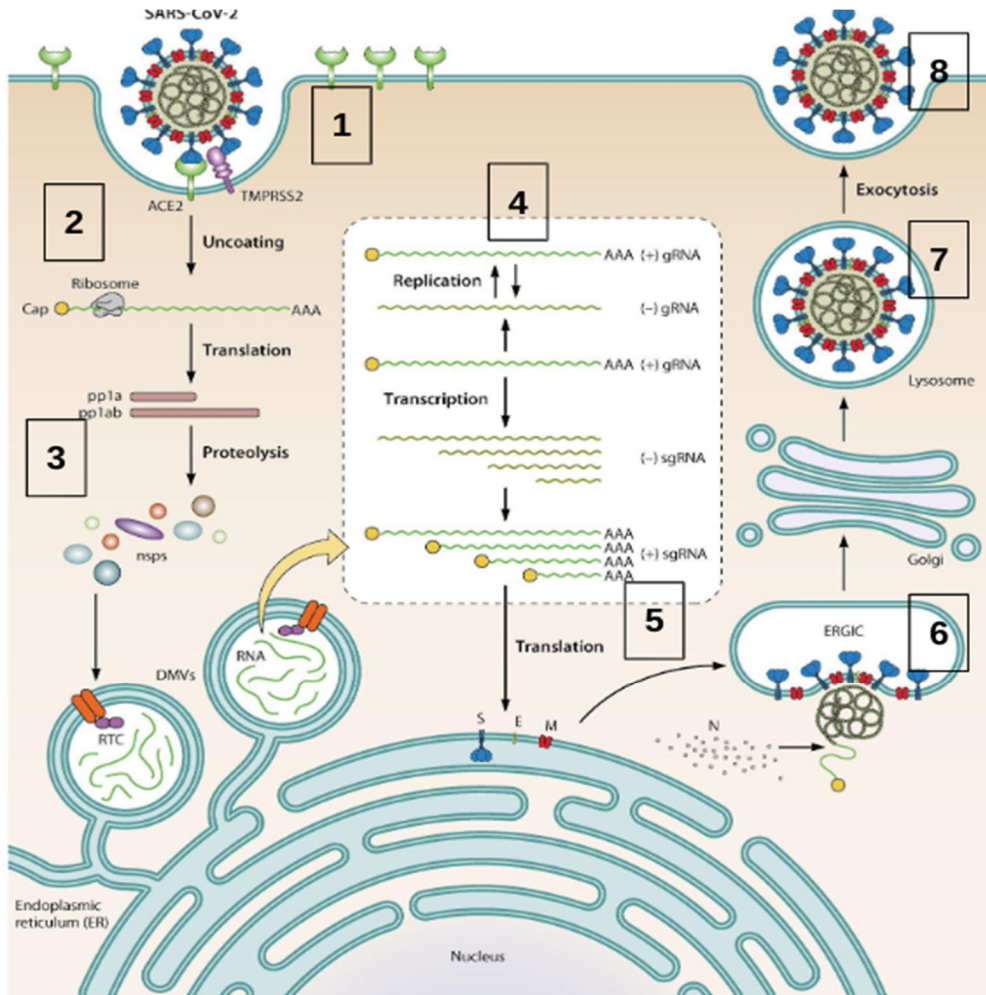 SARS-CoV-2
8
1
TMPRSS2
ACE2
2
4
Exocytosis
Uncoating
7
AAA (+) gRNA
Ribosome
Replication
Cap
AAA
(−) gRNA
Translation
AAA (+) gRNA
Lysosome
pp1a
pp1ab
Transcription
3
Proteolysis
(−) sgRNA
nsps
AAA
AAA
AAA
AAA
(+) sgRNA
Golgi
5
6
ERGIC
RNA
DMVs
Translation
RTC
S
E
M
N
Endoplasmic
reticulum (ER)
Nucleus